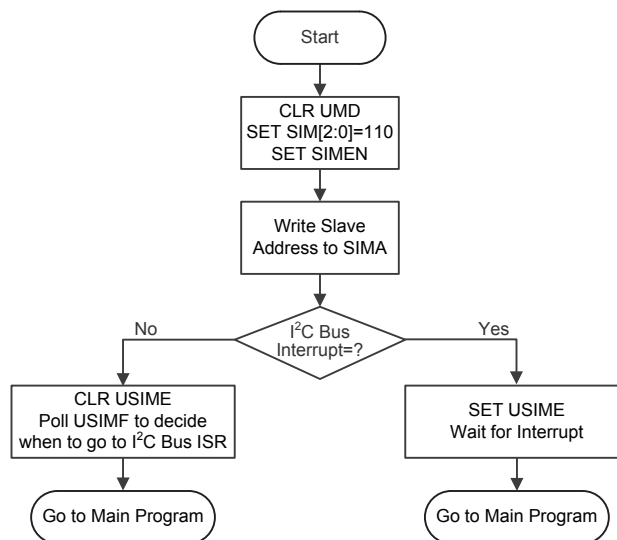 Start
CLR UMD
SET SIM[2:0]=110
SET SIMEN
Write Slave
Address to SIMA
I²C Bus
Interrupt=?
No
Yes
CLR USIME
Poll USIMF to decide
when to go to I²C Bus ISR
SET USIME
Wait for Interrupt
Go to Main Program
Go to Main Program